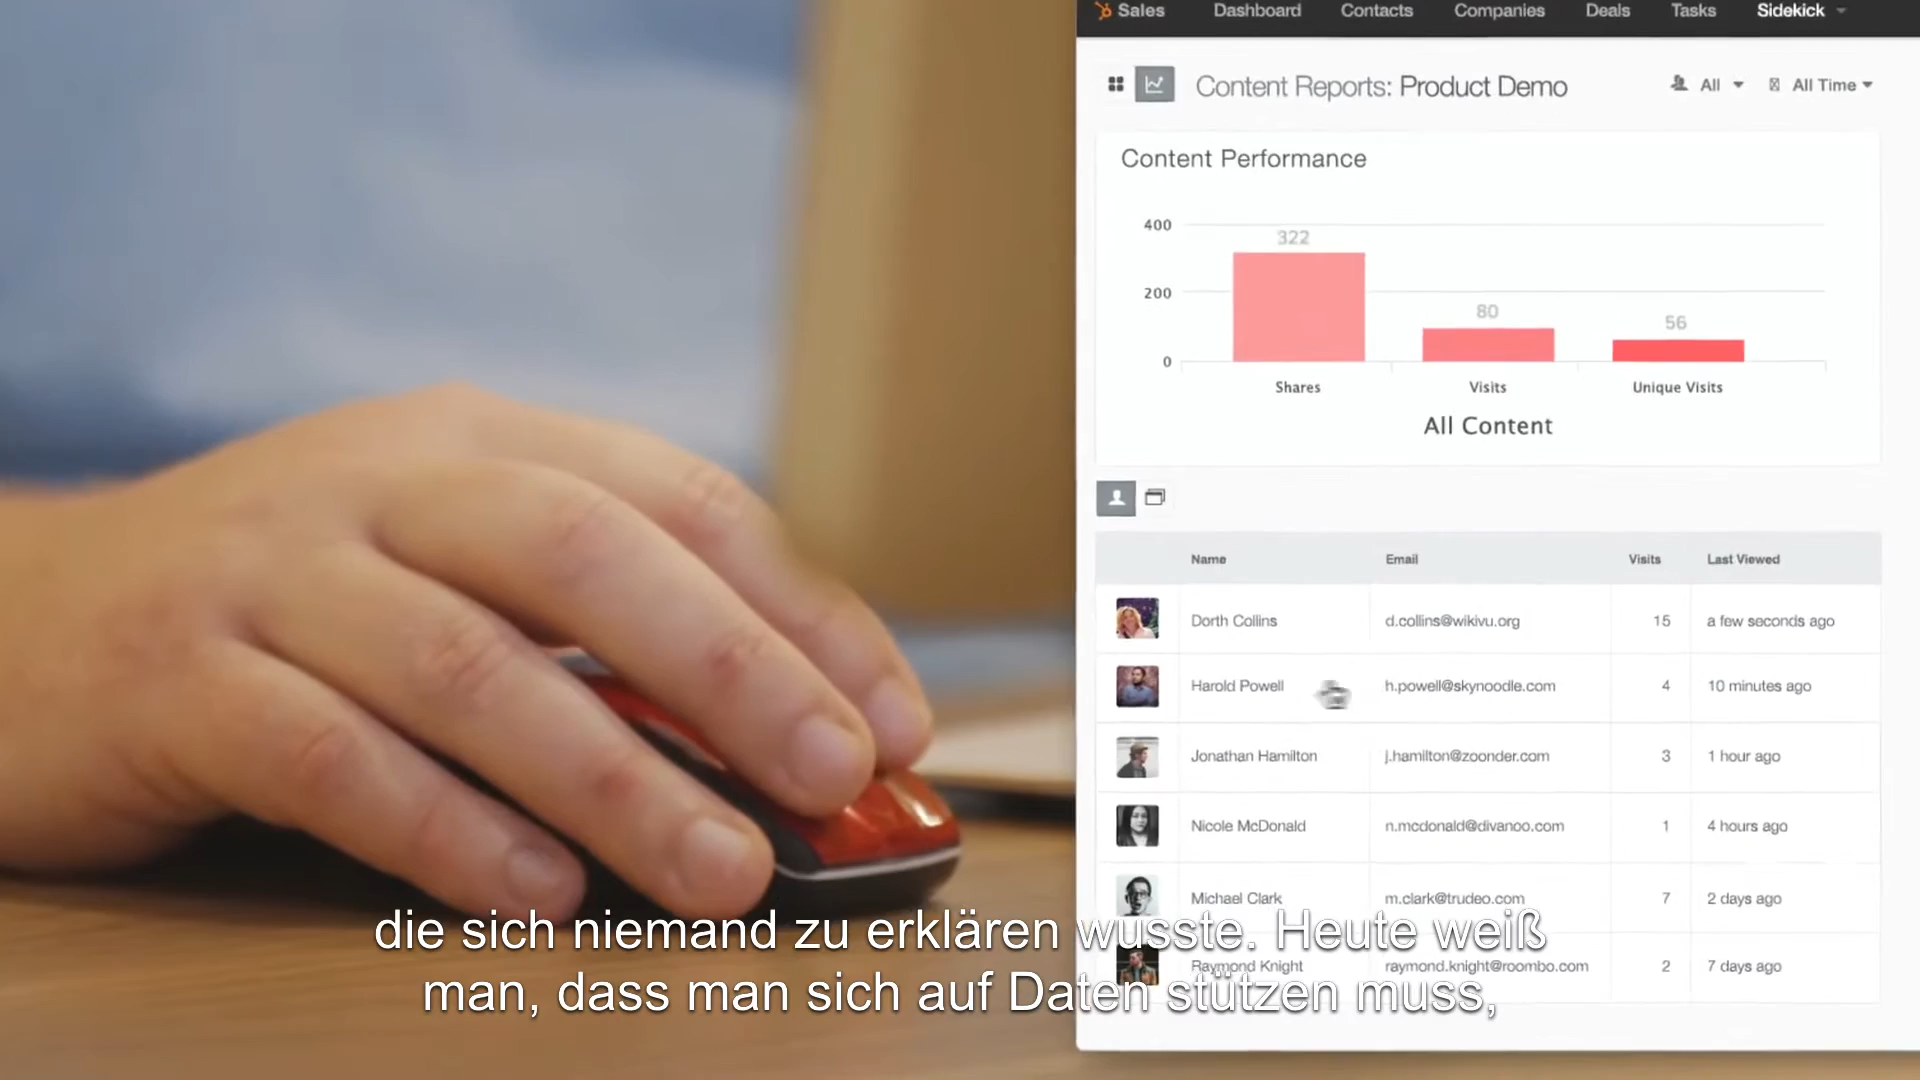 Sales Dashboard Contacts Companies Deals Tasks Sidekick
Content Reports: Product Demo All All Time
Content Performance
400
322
200
80
56
0
Shares Visits Unique Visits
All Content
Name Email Visits Last Viewed
Dorth Collins d.collins@wikivu.org 15 a few seconds ago
Harold Powell h.powell@skynoodle.com 4 10 minutes ago
Jonathan Hamilton j.hamilton@zoonder.com 3 1 hour ago
Nicole McDonald n.mcdonald@divanoo.com 1 4 hours ago
Michael Clark m.clark@trudeo.com 7 2 days ago
Raymond Knight raymond.knight@roombo.com 2 7 days ago
die sich niemand zu erklären wusste. Heute weiß
man, dass man sich auf Daten stützen muss,